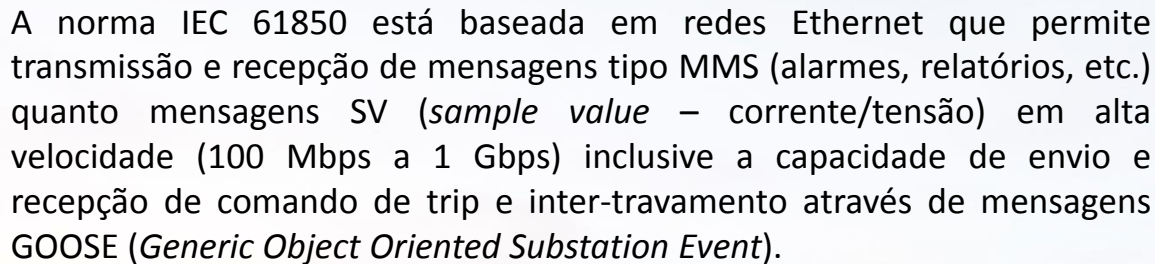 A norma IEC 61850 está baseada em redes Ethernet que permite
transmissão e recepção de mensagens tipo MMS (alarmes, relatórios, etc.)
quanto mensagens SV (sample value – corrente/tensão) em alta
velocidade (100 Mbps a 1 Gbps) inclusive a capacidade de envio e
recepção de comando de trip e inter-travamento através de mensagens
GOOSE (Generic Object Oriented Substation Event).